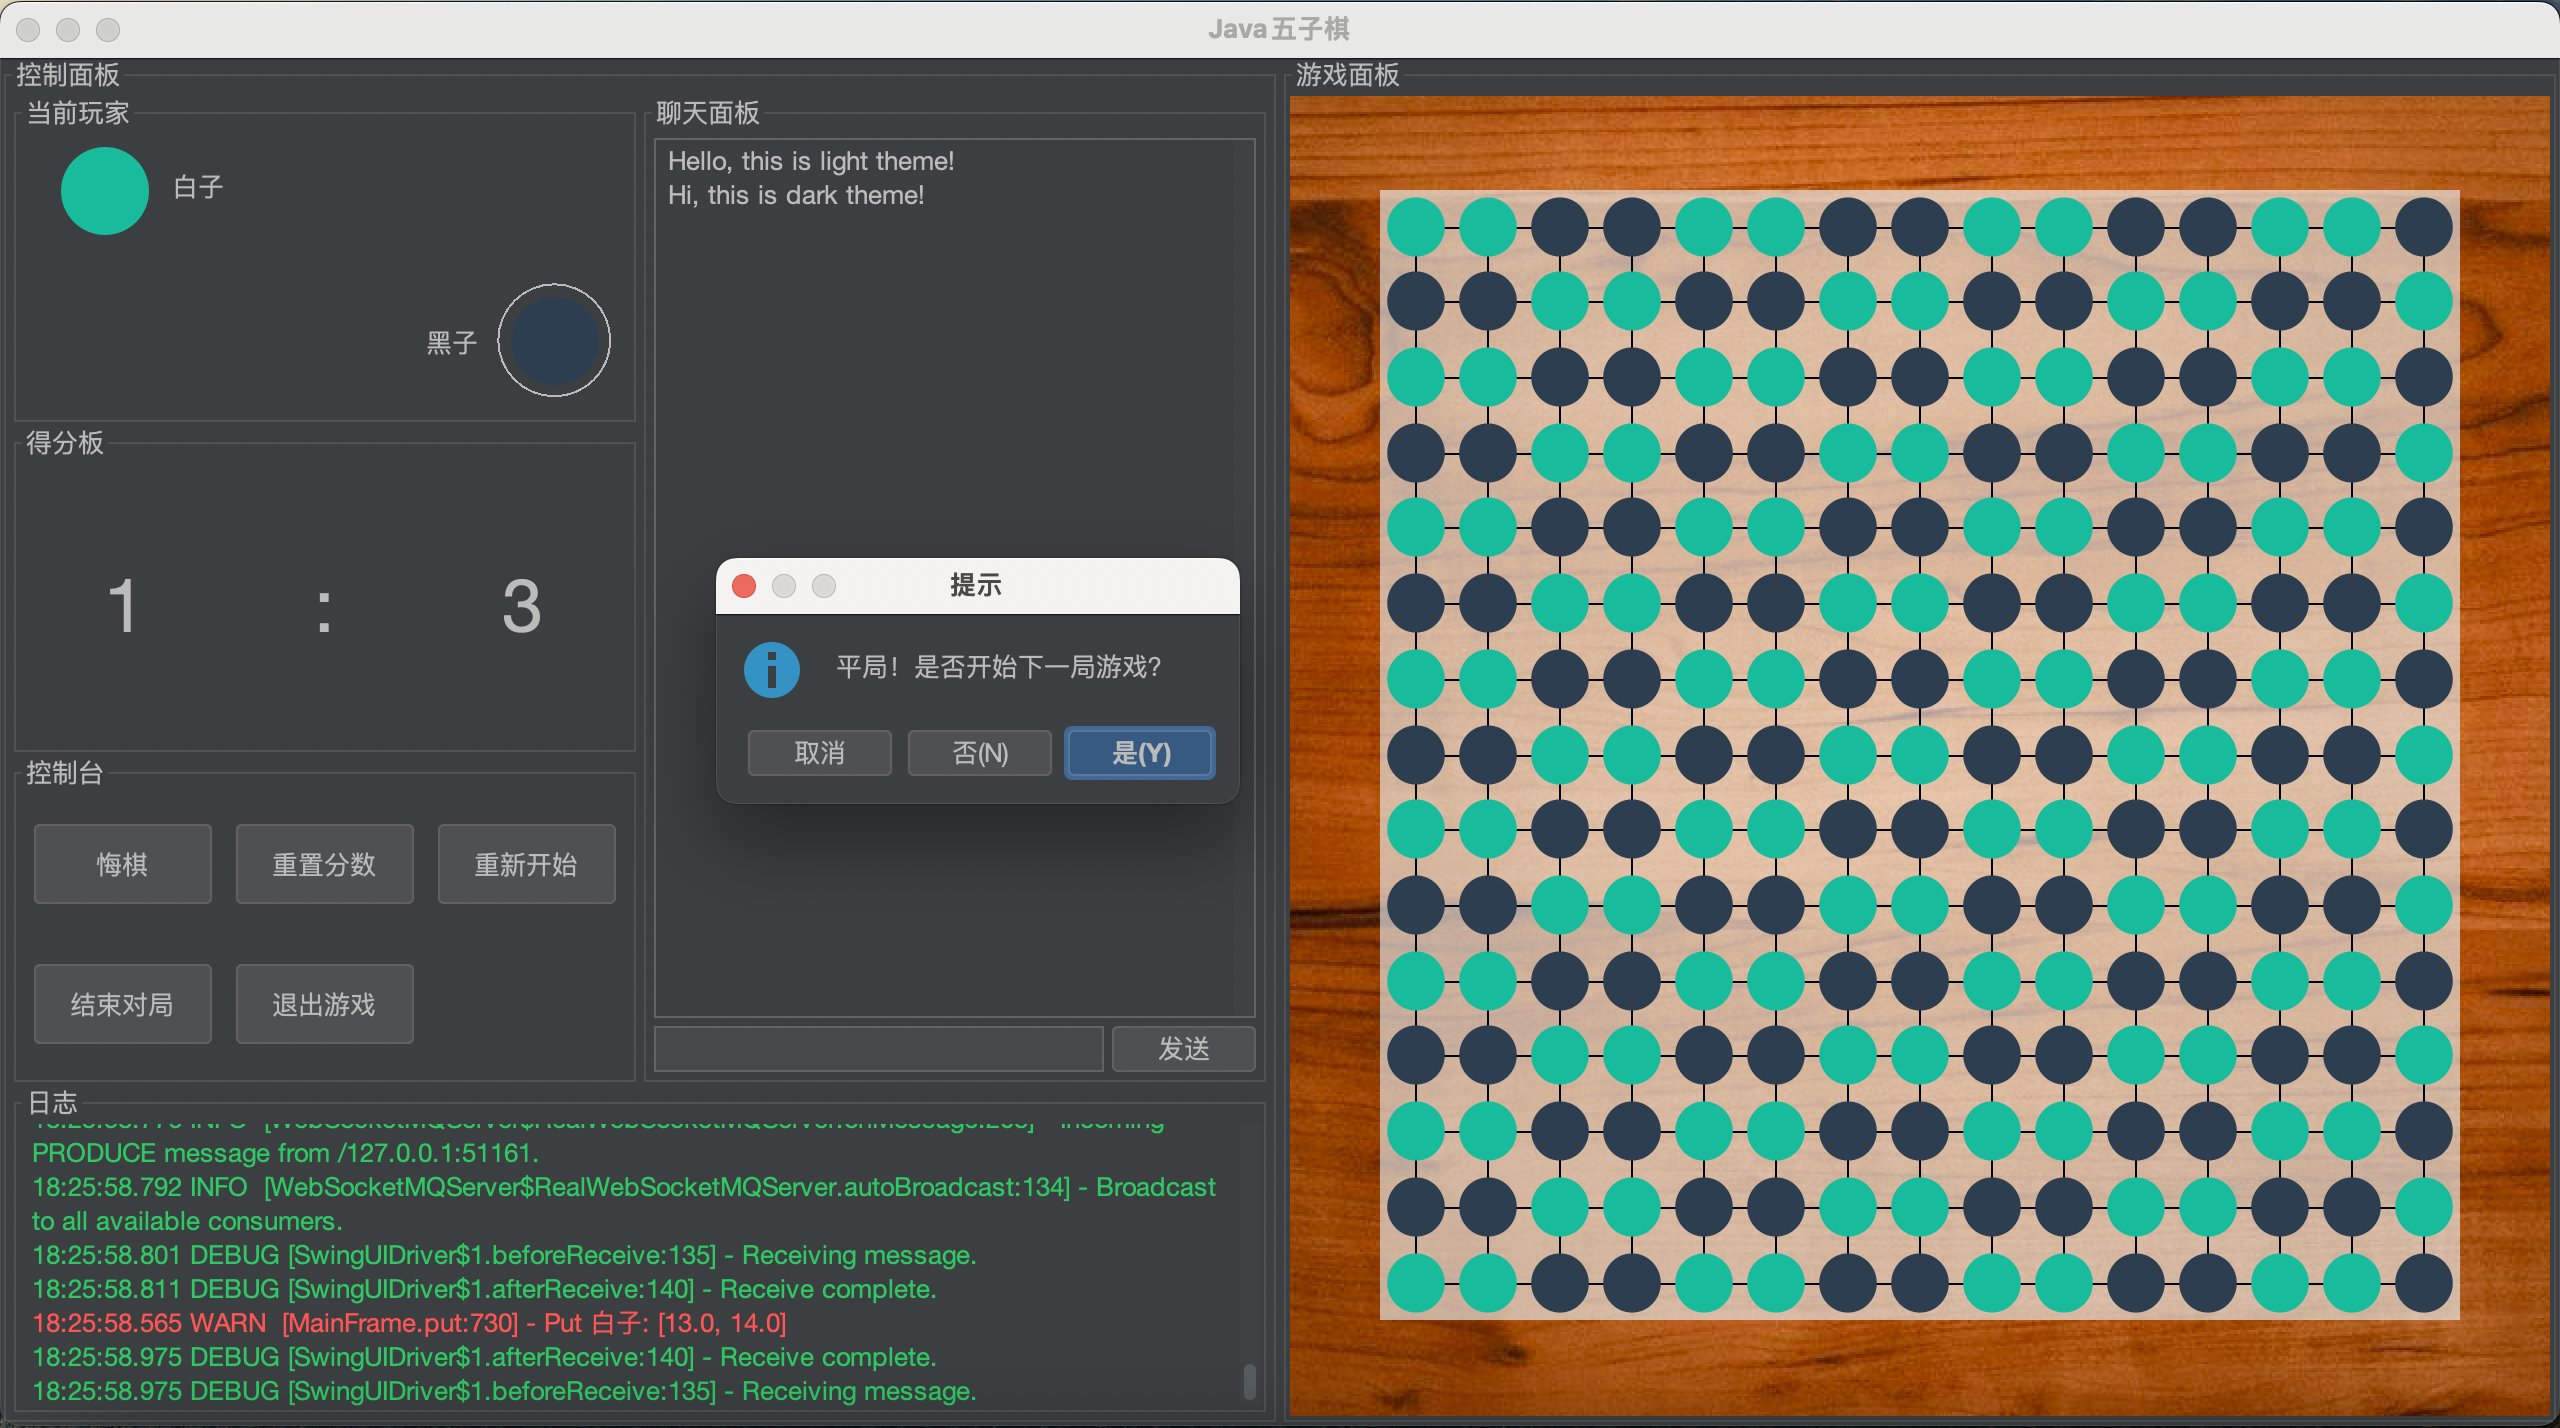 Java五子棋
控制面板
当前玩家
白子
黑子
得分板
1 : 3
控制台
悔棋
重置分数
重新开始
结束对局
退出游戏
聊天面板
Hello, this is light theme!
Hi, this is dark theme!
发送
提示
平局！是否开始下一局游戏?
取消
否(N)
是(Y)
日志
PRODUCE message from /127.0.0.1:51161.
18:25:58.792 INFO [WebSocketMQServer$RealWebSocketMQServer.autoBroadcast:134] - Broadcast
to all available consumers.
18:25:58.801 DEBUG [SwingUIDriver$1.beforeReceive:135] - Receiving message.
18:25:58.811 DEBUG [SwingUIDriver$1.afterReceive:140] - Receive complete.
18:25:58.565 WARN [MainFrame.put:730] - Put 白子: [13.0, 14.0]
18:25:58.975 DEBUG [SwingUIDriver$1.afterReceive:140] - Receive complete.
18:25:58.975 DEBUG [SwingUIDriver$1.beforeReceive:135] - Receiving message.
游戏面板